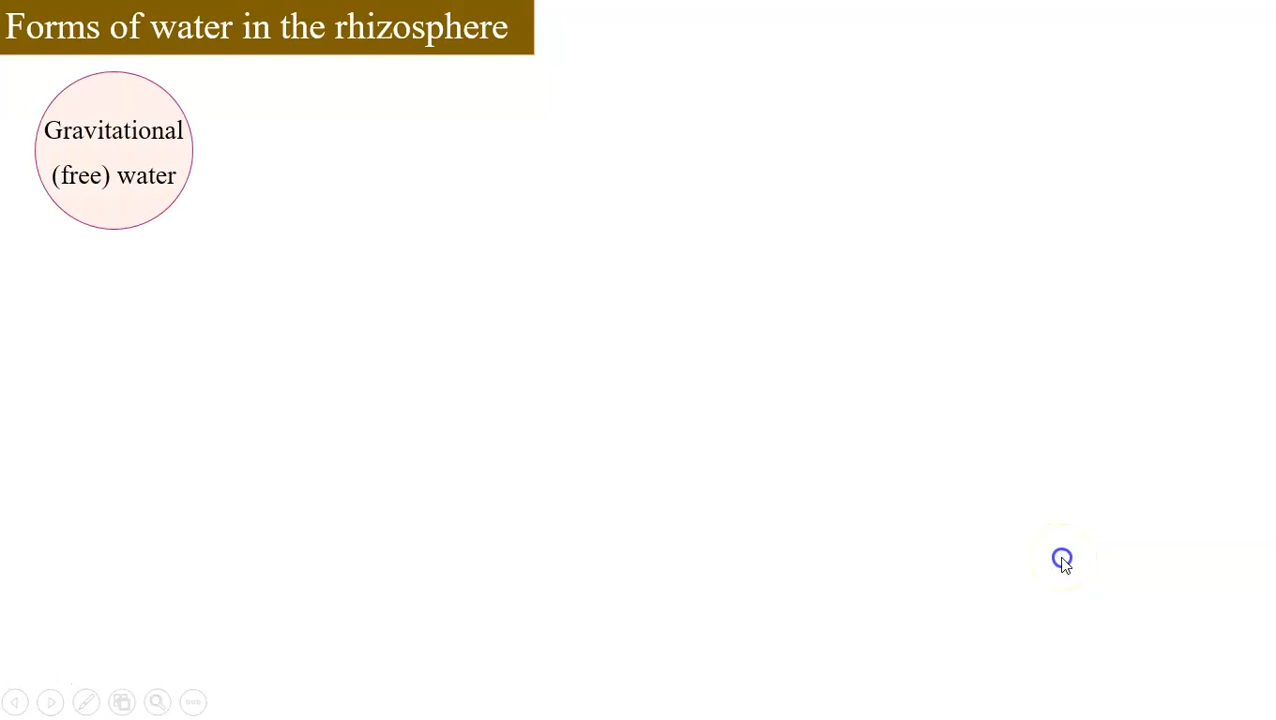 Forms of water in the rhizosphere
Gravitational
(free) water